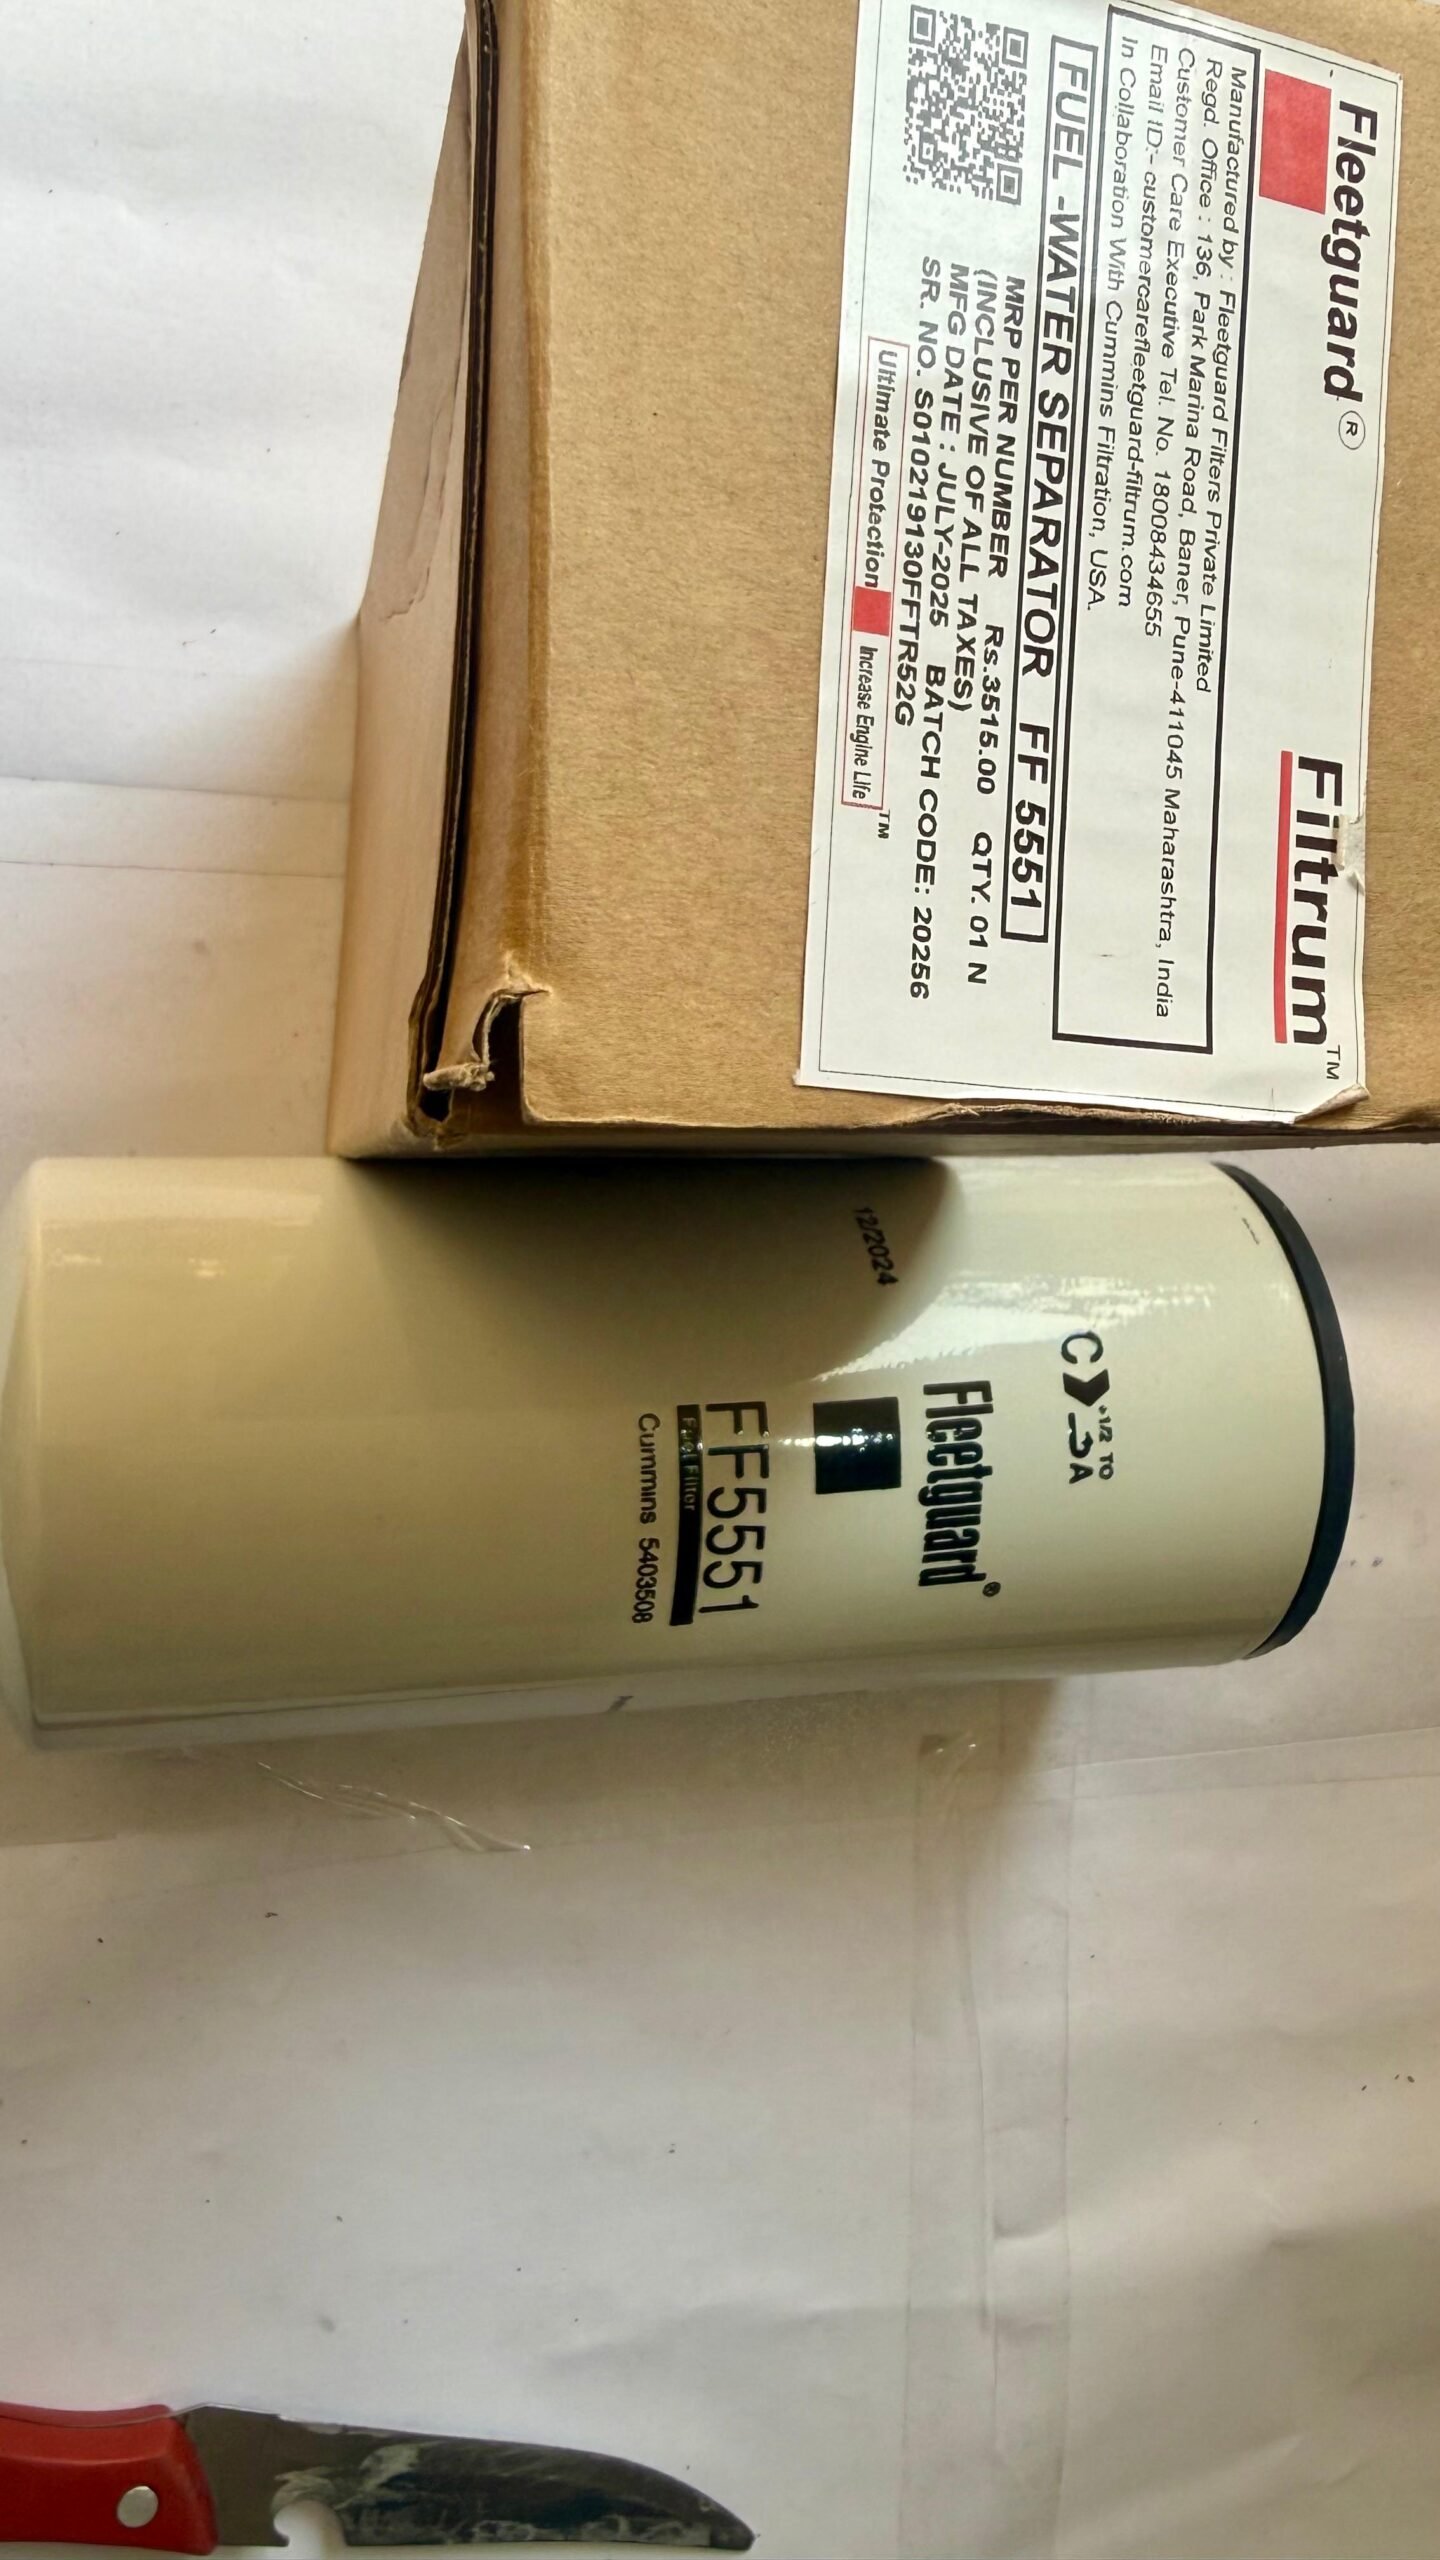 Fleetguard ® Filtrum™
Manufactured by : Fleetguard Filters Private Limited
Regd. Office : 136, Park Marina Road, Baner, Pune-411045 Maharashtra, India
Customer Care Executive Tel. No. 18008434655
Email ID:- customercarefleetguard-filtrum.com
In Collaboration With Cummins Filtration, USA.
FUEL -WATER SEPARATOR FF 5551
MRP PER NUMBER Rs.3515.00 QTY. 01 N
(INCLUSIVE OF ALL TAXES)
MFG DATE : JULY-2025 BATCH CODE: 20256
SR. NO. S010219130FFTR52G
Ultimate Protection Increase Engine Life ™
12/2024
+1/2 TO
A
Fleetguard®
FF5551
Fuel Filter
Cummins 5403508